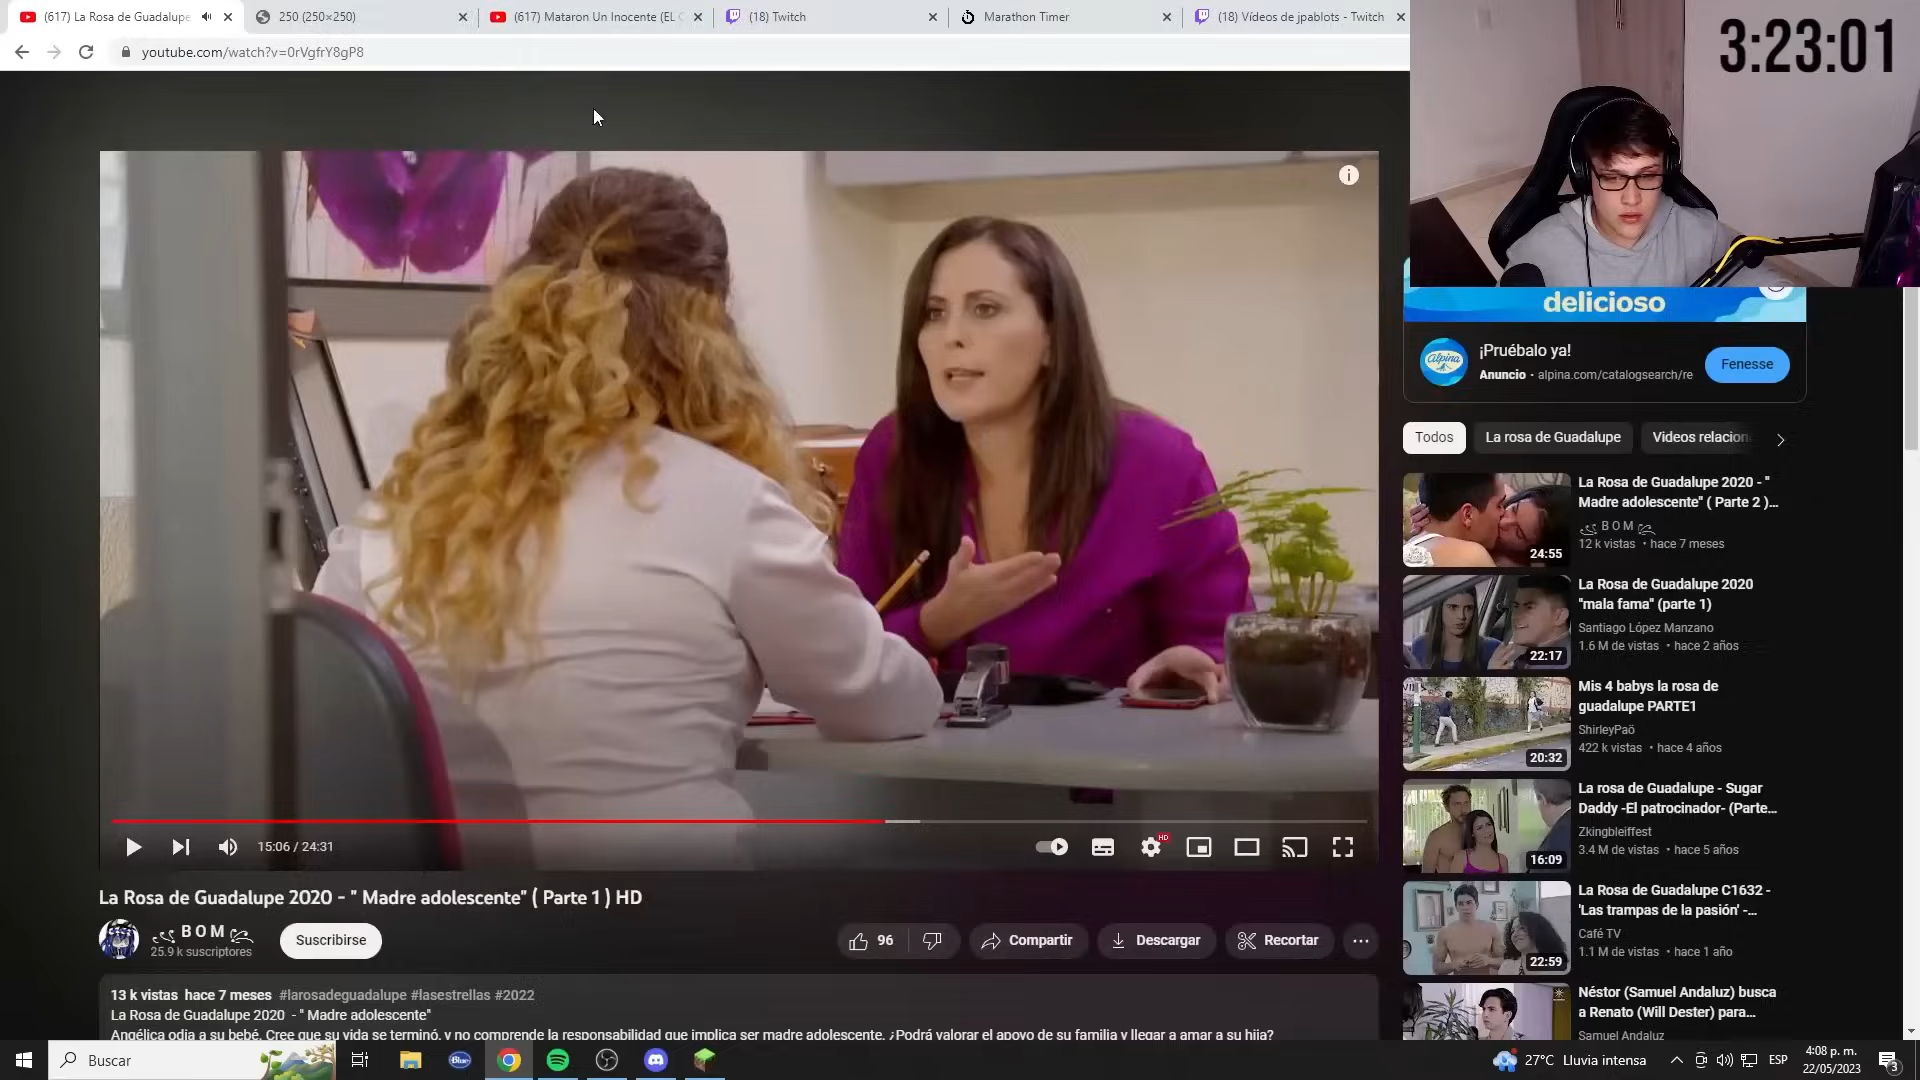 (617) La Rosa de Guadalupe
250 (250×250)
(617) Mataron Un Inocente (EL C
(18) Twitch
Marathon Timer
(18) Vídeos de jpablots - Twitch
youtube.com/watch?v=0rVgfrY8gP8
3:23:01
delicioso
Alpina
¡Pruébalo ya!
Anuncio · alpina.com/catalogsearch/re
Fenesse
Todos
La rosa de Guadalupe
Videos relacion
La Rosa de Guadalupe 2020 - "
Madre adolescente" ( Parte 2 )...
B O M
12 k vistas • hace 7 meses
24:55
La Rosa de Guadalupe 2020
"mala fama" (parte 1)
Santiago López Manzano
1.6 M de vistas • hace 2 años
22:17
Mis 4 babys la rosa de
guadalupe PARTE1
ShirleyPaö
422 k vistas • hace 4 años
20:32
La rosa de Guadalupe - Sugar
Daddy -El patrocinador- (Parte...
Zkingbleiffest
3.4 M de vistas • hace 5 años
16:09
La Rosa de Guadalupe C1632 -
'Las trampas de la pasión' -...
Café TV
1.1 M de vistas • hace 1 año
22:59
Néstor (Samuel Andaluz) busca
a Renato (Will Dester) para...
Samuel Andaluz
15:06 / 24:31
HD
La Rosa de Guadalupe 2020 - " Madre adolescente" ( Parte 1 ) HD
B O M
25.9 k suscriptores
Suscribirse
96
Compartir
Descargar
Recortar
13 k vistas hace 7 meses #larosadeguadalupe #lasestrellas #2022
La Rosa de Guadalupe 2020 - " Madre adolescente"
Angélica odia a su bebé. Cree que su vida se terminó, y no comprende la responsabilidad que implica ser madre adolescente. ¿Podrá valorar el apoyo de su familia y llegar a amar a su hija?
Buscar
Blue
27°C Lluvia intensa
ESP
4:08 p. m.
22/05/2023
3